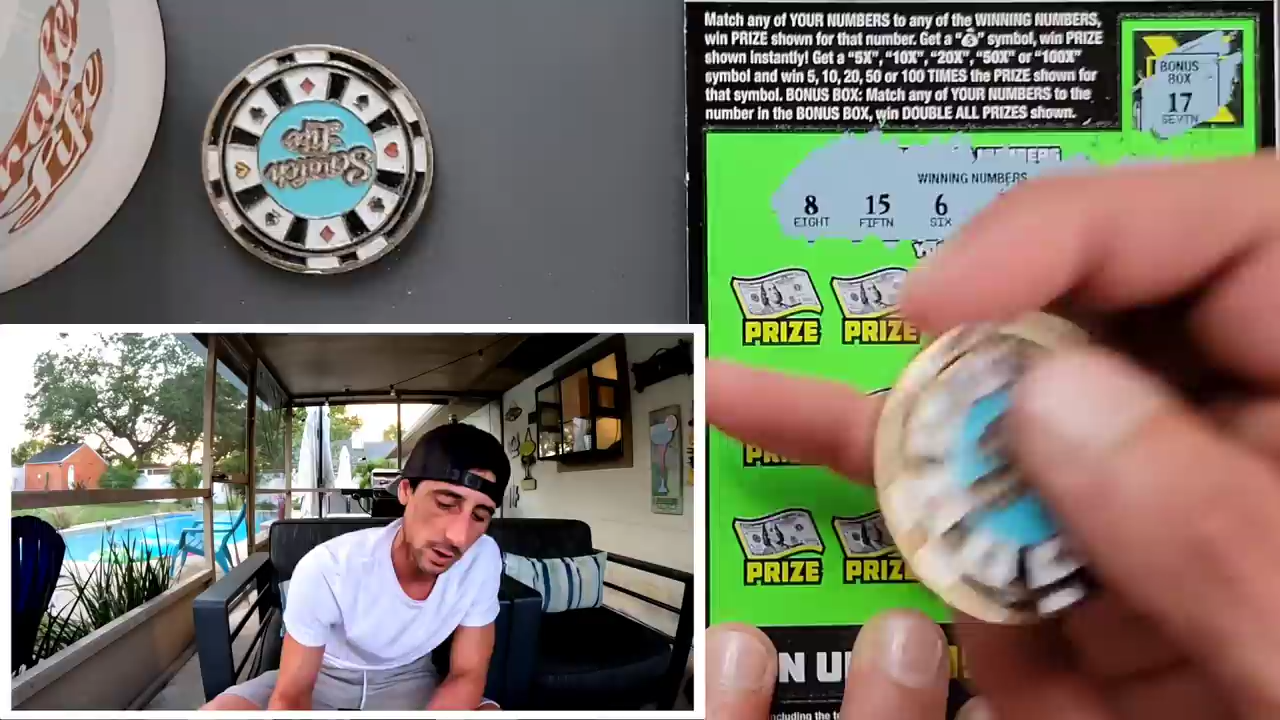 Match any of YOUR NUMBERS to any of the WINNING NUMBERS,
win PRIZE shown for that number. Get a "💰" symbol, win PRIZE
shown instantly! Get a "5X", "10X", "20X", "50X" or "100X"
symbol and win 5, 10, 20, 50 or 100 TIMES the PRIZE shown for
that symbol. BONUS BOX: Match any of YOUR NUMBERS to the
number in the BONUS BOX, win DOUBLE ALL PRIZES shown.
BONUS
BOX
17
SEVTN
WINNING NUMBERS
8 15 6
EIGHT FIFTN SIX
PRIZE PRIZE
PRIZE PRIZE
Scratch
Life